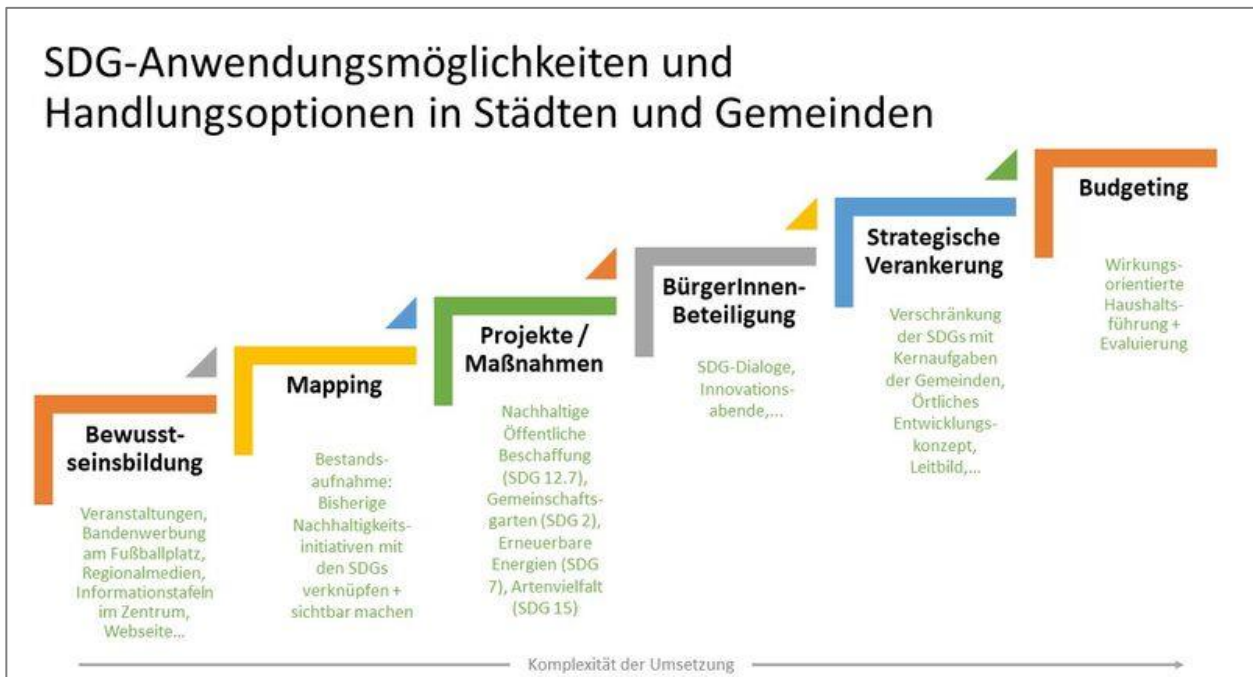 SDG-Anwendungsmöglichkeiten und
Handlungsoptionen in Städten und Gemeinden
Bewusst-
seinsbildung
Veranstaltungen,
Bandenwerbung
am Fußballplatz,
Regionalmedien,
Informationstafeln
im Zentrum,
Webseite...
Mapping
Bestands-
aufnahme:
Bisherige
Nachhaltigkeits-
initiativen mit
den SDGs
verknüpfen +
sichtbar machen
Projekte /
Maßnahmen
Nachhaltige
Öffentliche
Beschaffung
(SDG 12.7),
Gemeinschafts-
garten (SDG 2),
Erneuerbare
Energien (SDG
7), Artenvielfalt
(SDG 15)
BürgerInnen-
Beteiligung
SDG-Dialoge,
Innovations-
abende,...
Strategische
Verankerung
Verschränkung
der SDGs mit
Kernaufgaben
der Gemeinden,
Örtliches
Entwicklungs-
konzept,
Leitbild,...
Budgeting
Wirkungs-
orientierte
Haushalts-
führung +
Evaluierung
Komplexität der Umsetzung